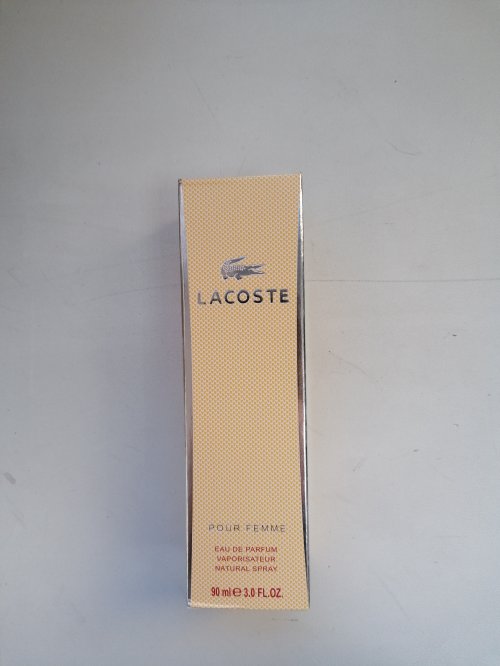 LACOSTE
POUR FEMME
EAU DE PARFUM
VAPORISATEUR
NATURAL SPRAY
90 ml ℮ 3.0 FL.OZ.